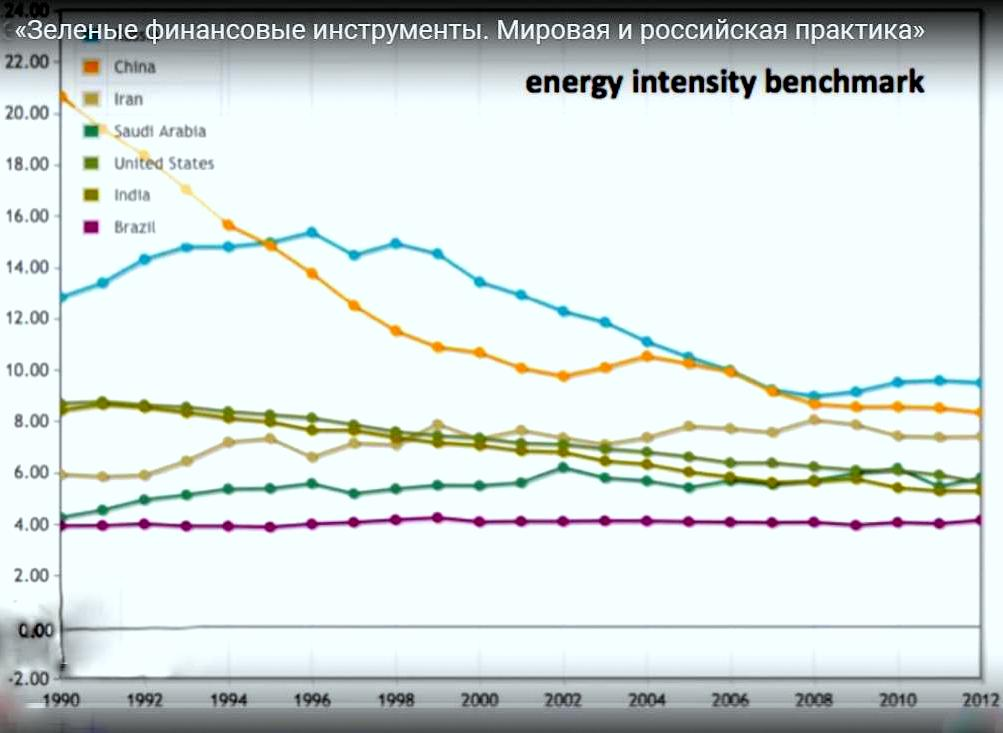 24.00
«Зеленые финансовые инструменты. Мировая и российская практика»
22.00
China
energy intensity benchmark
Iran
20.00
Saudi Arabia
18.00
United States
India
16.00
Brazil
14.00
12.00
10.00
8.00
6.00
4.00
2.00
0.00
-2.00
1990 1992 1994 1996 1998 2000 2002 2004 2006 2008 2010 2012